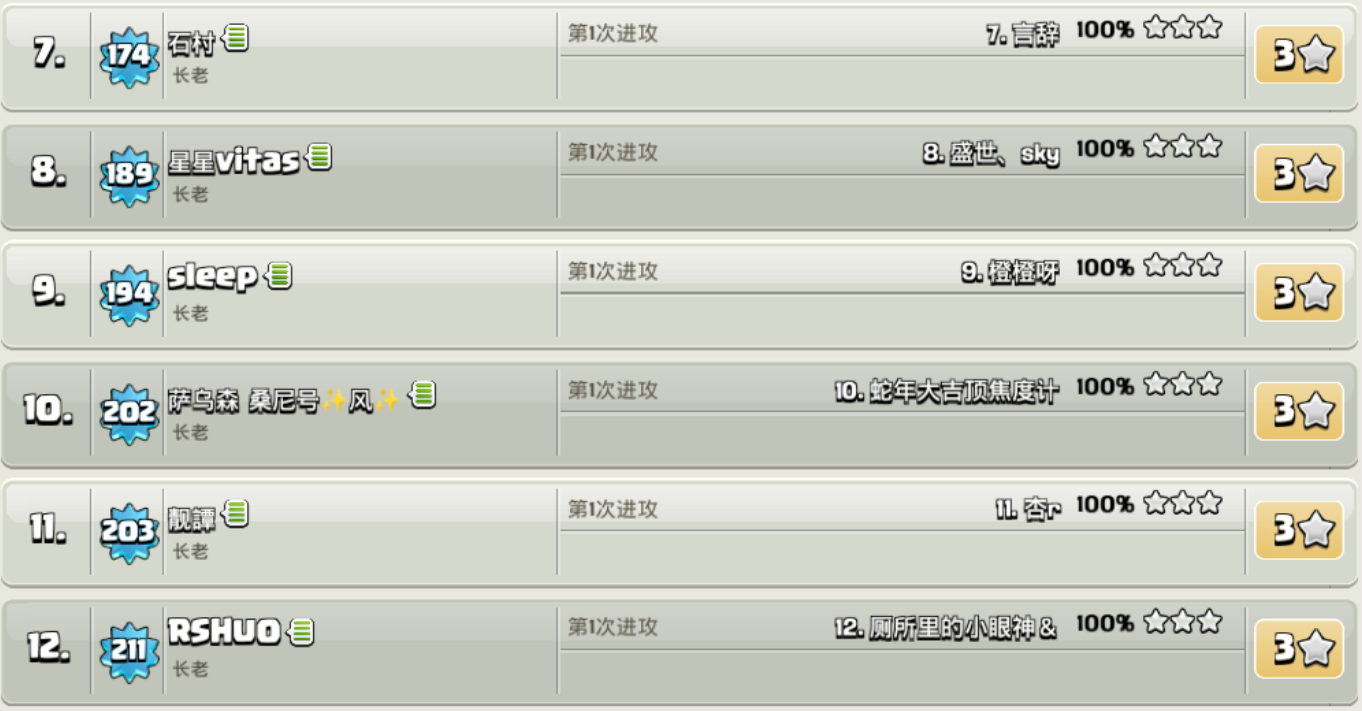 7. 174 石村 第1次进攻 7. 言辞 100% 3
长老
8. 189 星星vitas 第1次进攻 8. 盛世、sky 100% 3
长老
9. 194 sleep 第1次进攻 9. 橙橙呀 100% 3
长老
10. 202 萨乌森 桑尼号✨风✨ 第1次进攻 10. 蛇年大吉顶焦度计 100% 3
长老
11. 203 靓譚 第1次进攻 11. 杏r 100% 3
长老
12. 211 RSHUO 第1次进攻 12. 厕所里的小眼神& 100% 3
长老